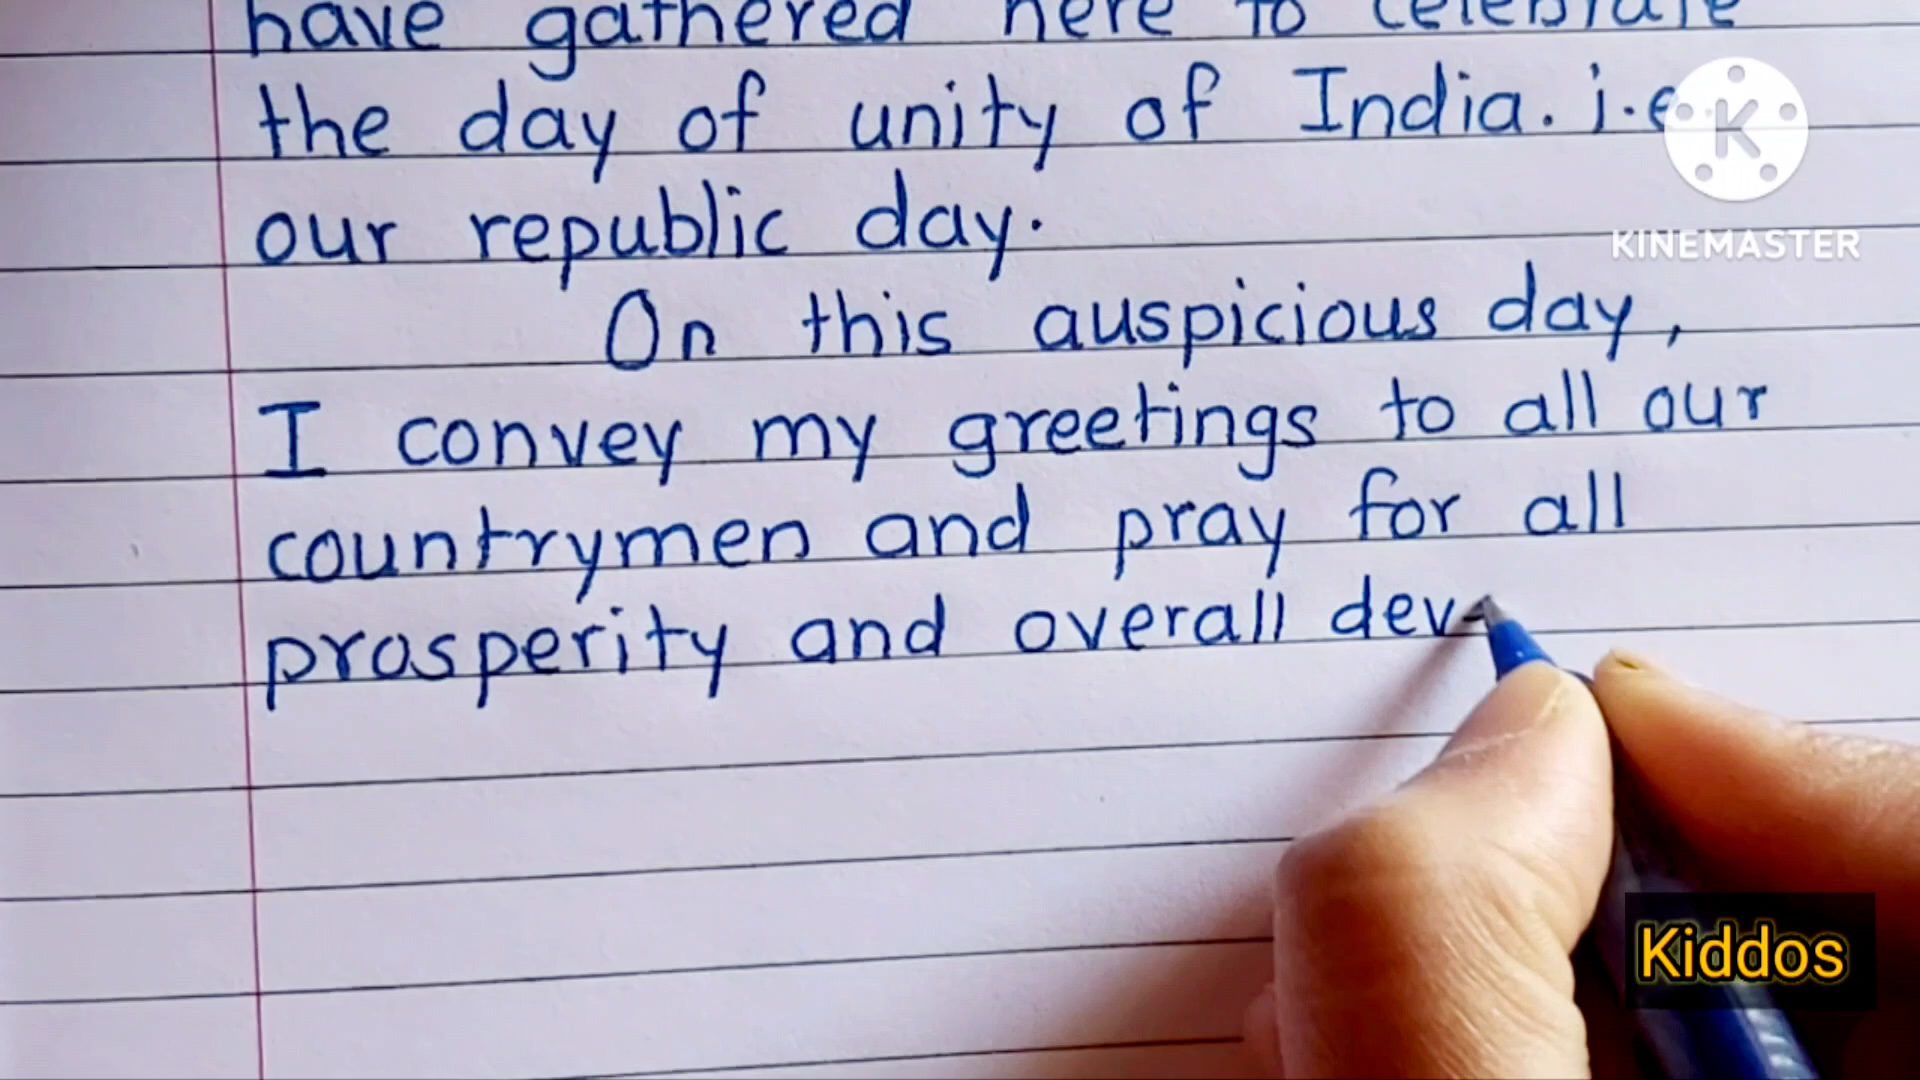 have gathered here to celebrate
the day of unity of India. i.e
our republic day.
On this auspicious day,
I convey my greetings to all our
countrymen and pray for all
prosperity and overall dev
KINEMASTER
Kiddos